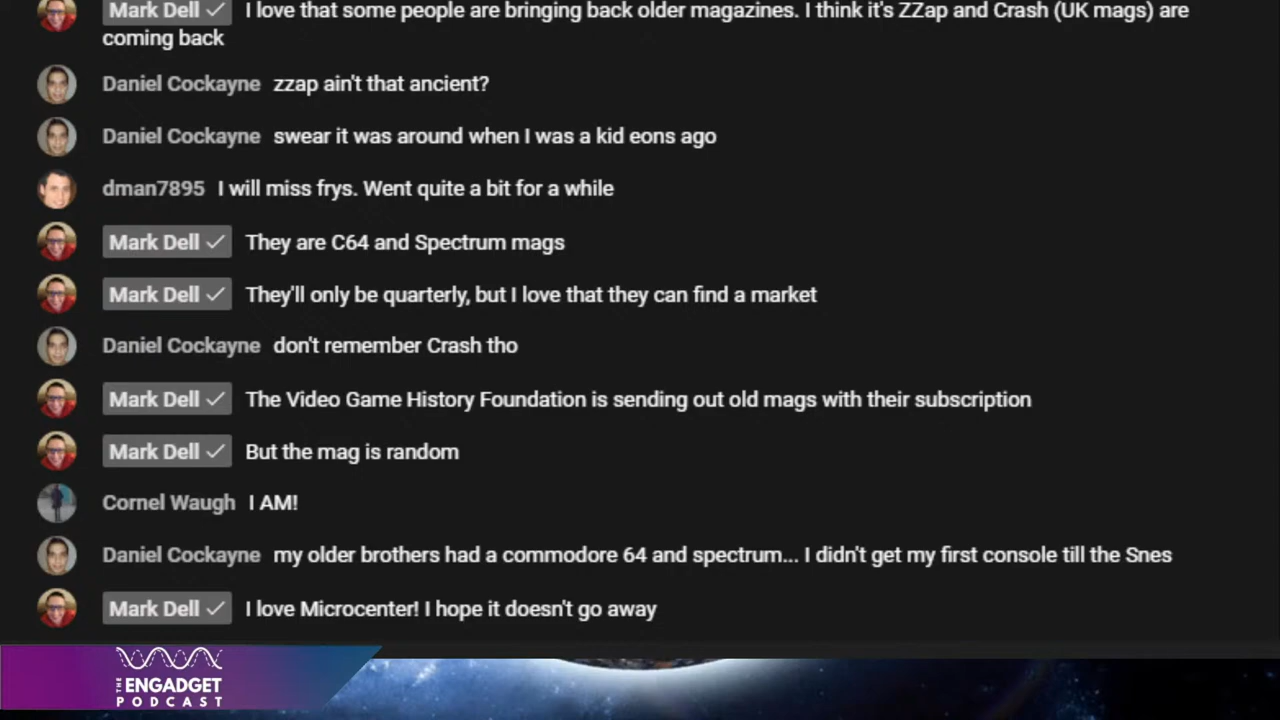 Mark Dell ✓ I love that some people are bringing back older magazines. I think it's ZZap and Crash (UK mags) are
coming back
Daniel Cockayne zzap ain't that ancient?
Daniel Cockayne swear it was around when I was a kid eons ago
dman7895 I will miss frys. Went quite a bit for a while
Mark Dell ✓ They are C64 and Spectrum mags
Mark Dell ✓ They'll only be quarterly, but I love that they can find a market
Daniel Cockayne don't remember Crash tho
Mark Dell ✓ The Video Game History Foundation is sending out old mags with their subscription
Mark Dell ✓ But the mag is random
Cornel Waugh I AM!
Daniel Cockayne my older brothers had a commodore 64 and spectrum... I didn't get my first console till the Snes
Mark Dell ✓ I love Microcenter! I hope it doesn't go away
THE ENGADGET
PODCAST